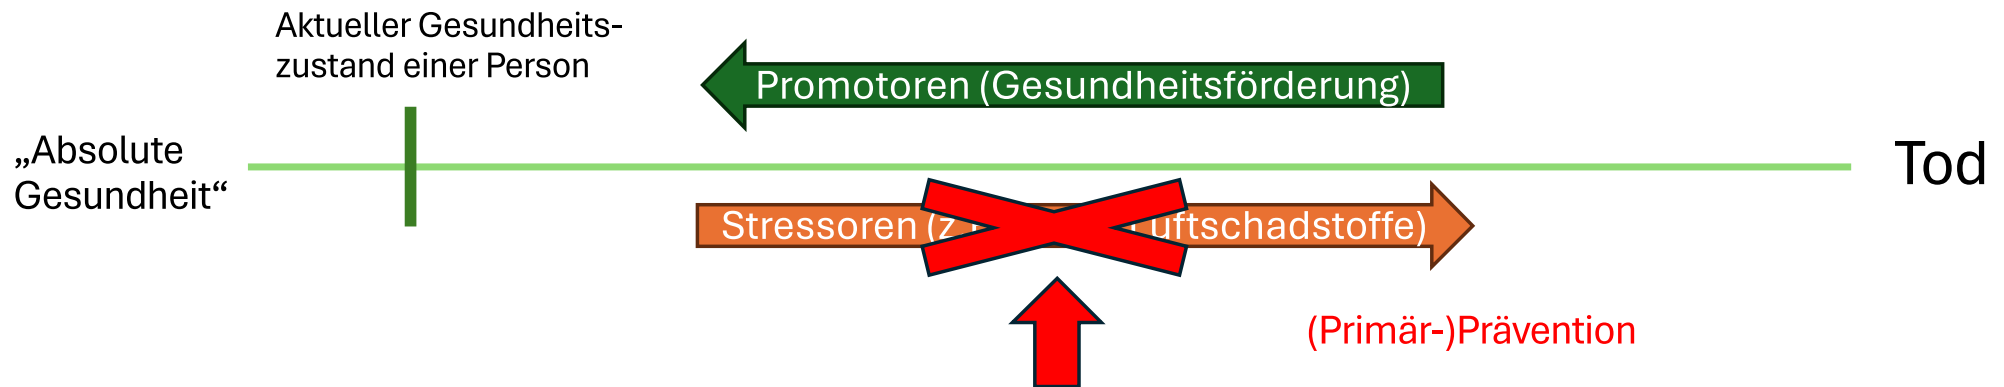 Aktueller Gesundheits-
zustand einer Person
Promotoren (Gesundheitsförderung)
„Absolute
Gesundheit“
Tod
Stressoren (z. uftschadstoffe)
(Primär-)Prävention